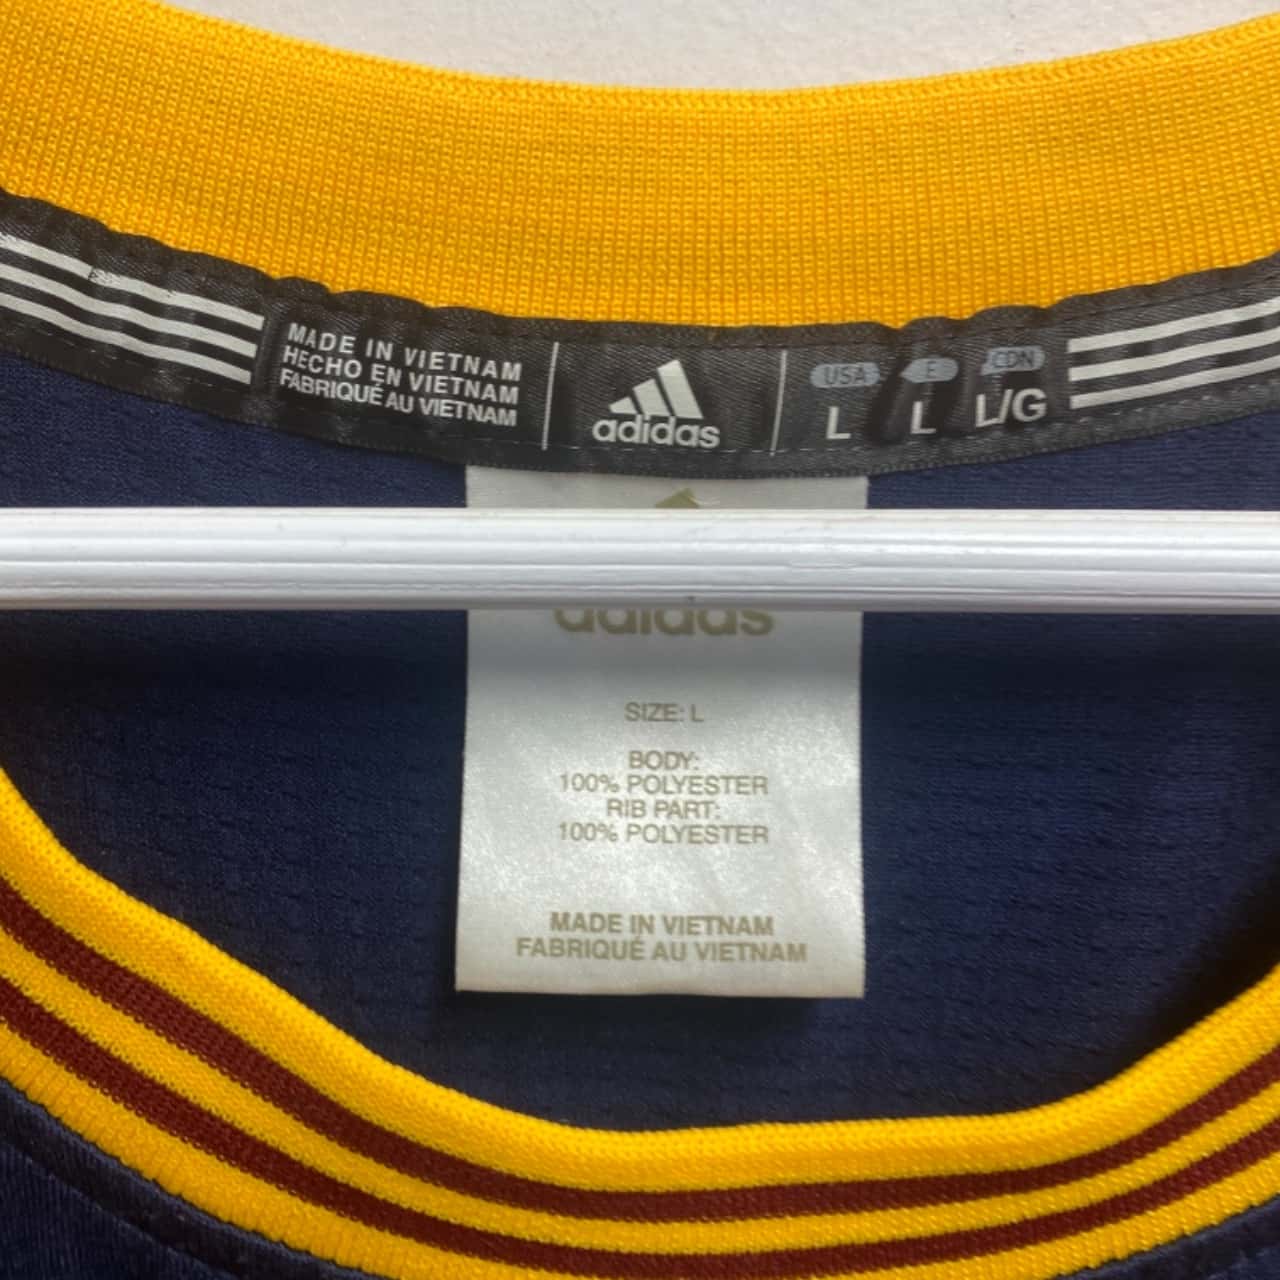 MADE IN VIETNAM
HECHO EN VIETNAM
FABRIQUÉ AU VIETNAM
adidas
USA E CDN
L L L/G
adidas
SIZE: L
BODY:
100% POLYESTER
RIB PART:
100% POLYESTER
MADE IN VIETNAM
FABRIQUÉ AU VIETNAM